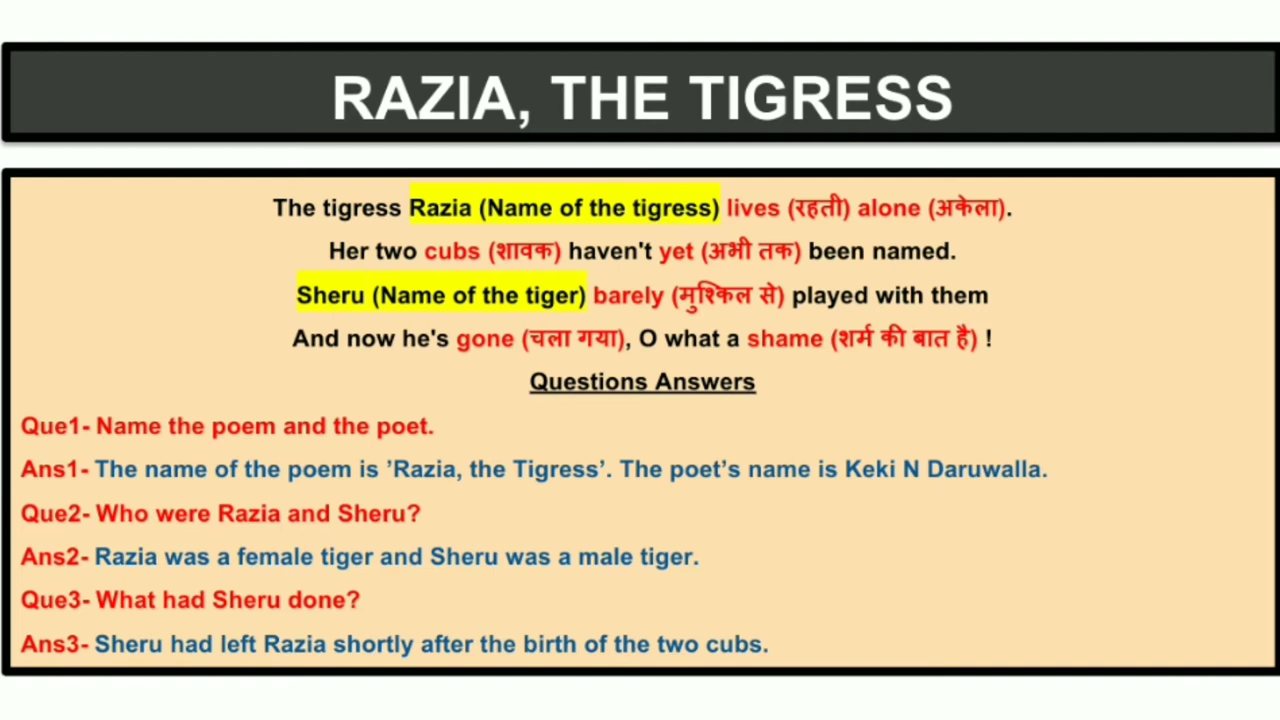 RAZIA, THE TIGRESS
The tigress Razia (Name of the tigress) lives (रहती) alone (अकेला).
Her two cubs (शावक) haven't yet (अभी तक) been named.
Sheru (Name of the tiger) barely (मुश्किल से) played with them
And now he's gone (चला गया), O what a shame (शर्म की बात है) !
Questions Answers
Que1- Name the poem and the poet.
Ans1- The name of the poem is ’Razia, the Tigress’. The poet’s name is Keki N Daruwalla.
Que2- Who were Razia and Sheru?
Ans2- Razia was a female tiger and Sheru was a male tiger.
Que3- What had Sheru done?
Ans3- Sheru had left Razia shortly after the birth of the two cubs.